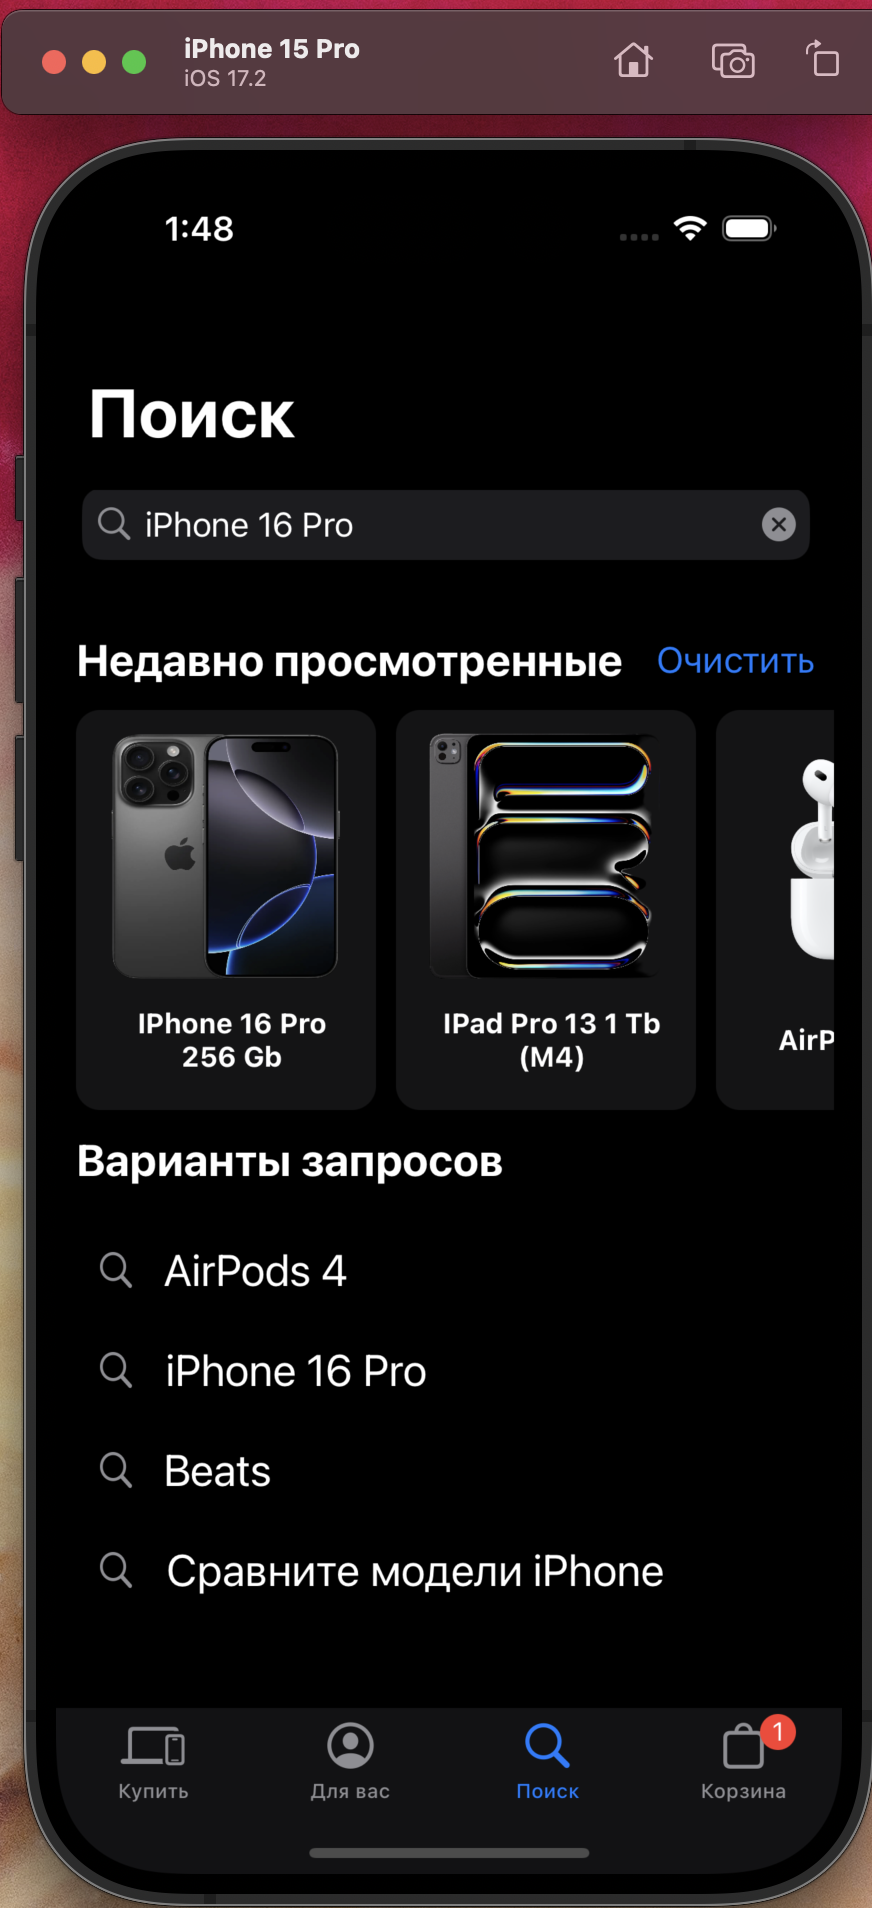 iPhone 15 Pro
iOS 17.2
1:48
Поиск
iPhone 16 Pro
Недавно просмотренные
Очистить
IPhone 16 Pro
256 Gb
IPad Pro 13 1 Tb
(M4)
AirP
Варианты запросов
AirPods 4
iPhone 16 Pro
Beats
Сравните модели iPhone
1
Купить
Для вас
Поиск
Корзина